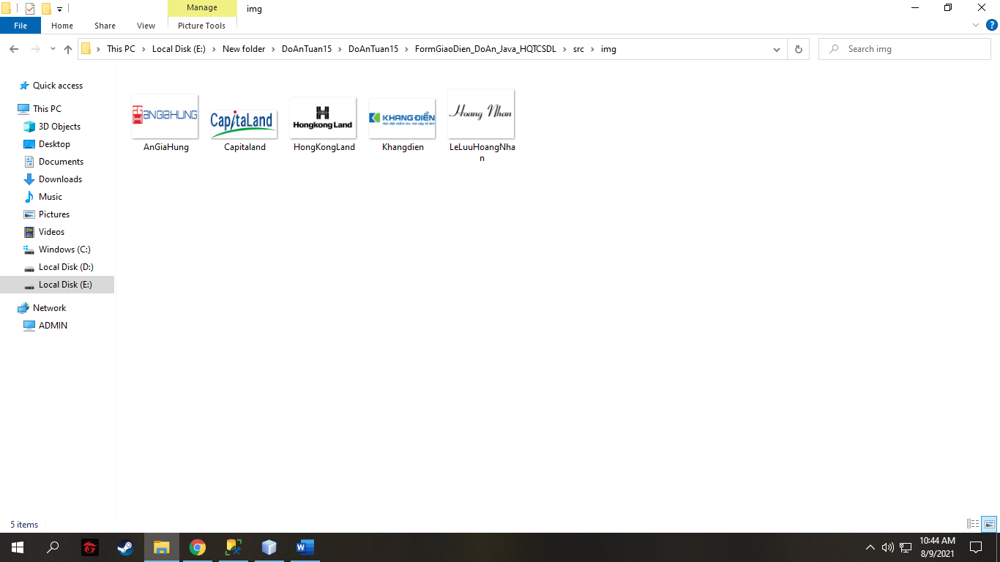 Manage
img
File
Home
Share
View
Picture Tools
This PC
Local Disk (E:)
New folder
DoAnTuan15
DoAnTuan15
FormGiaoDien_DoAn_Java_HQTCSDL
src
img
Search img
Quick access
This PC
3D Objects
Desktop
Documents
Downloads
Music
Pictures
Videos
Windows (C:)
Local Disk (D:)
Local Disk (E:)
Network
ADMIN
ANGIAHUNG
AnGiaHung
CapitaLand
Capitaland
Hongkong Land
HongKongLand
KHANG ĐIỀN
Khangdien
Hoang Nhan
LeLuuHoangNha
n
5 items
10:44 AM
8/9/2021